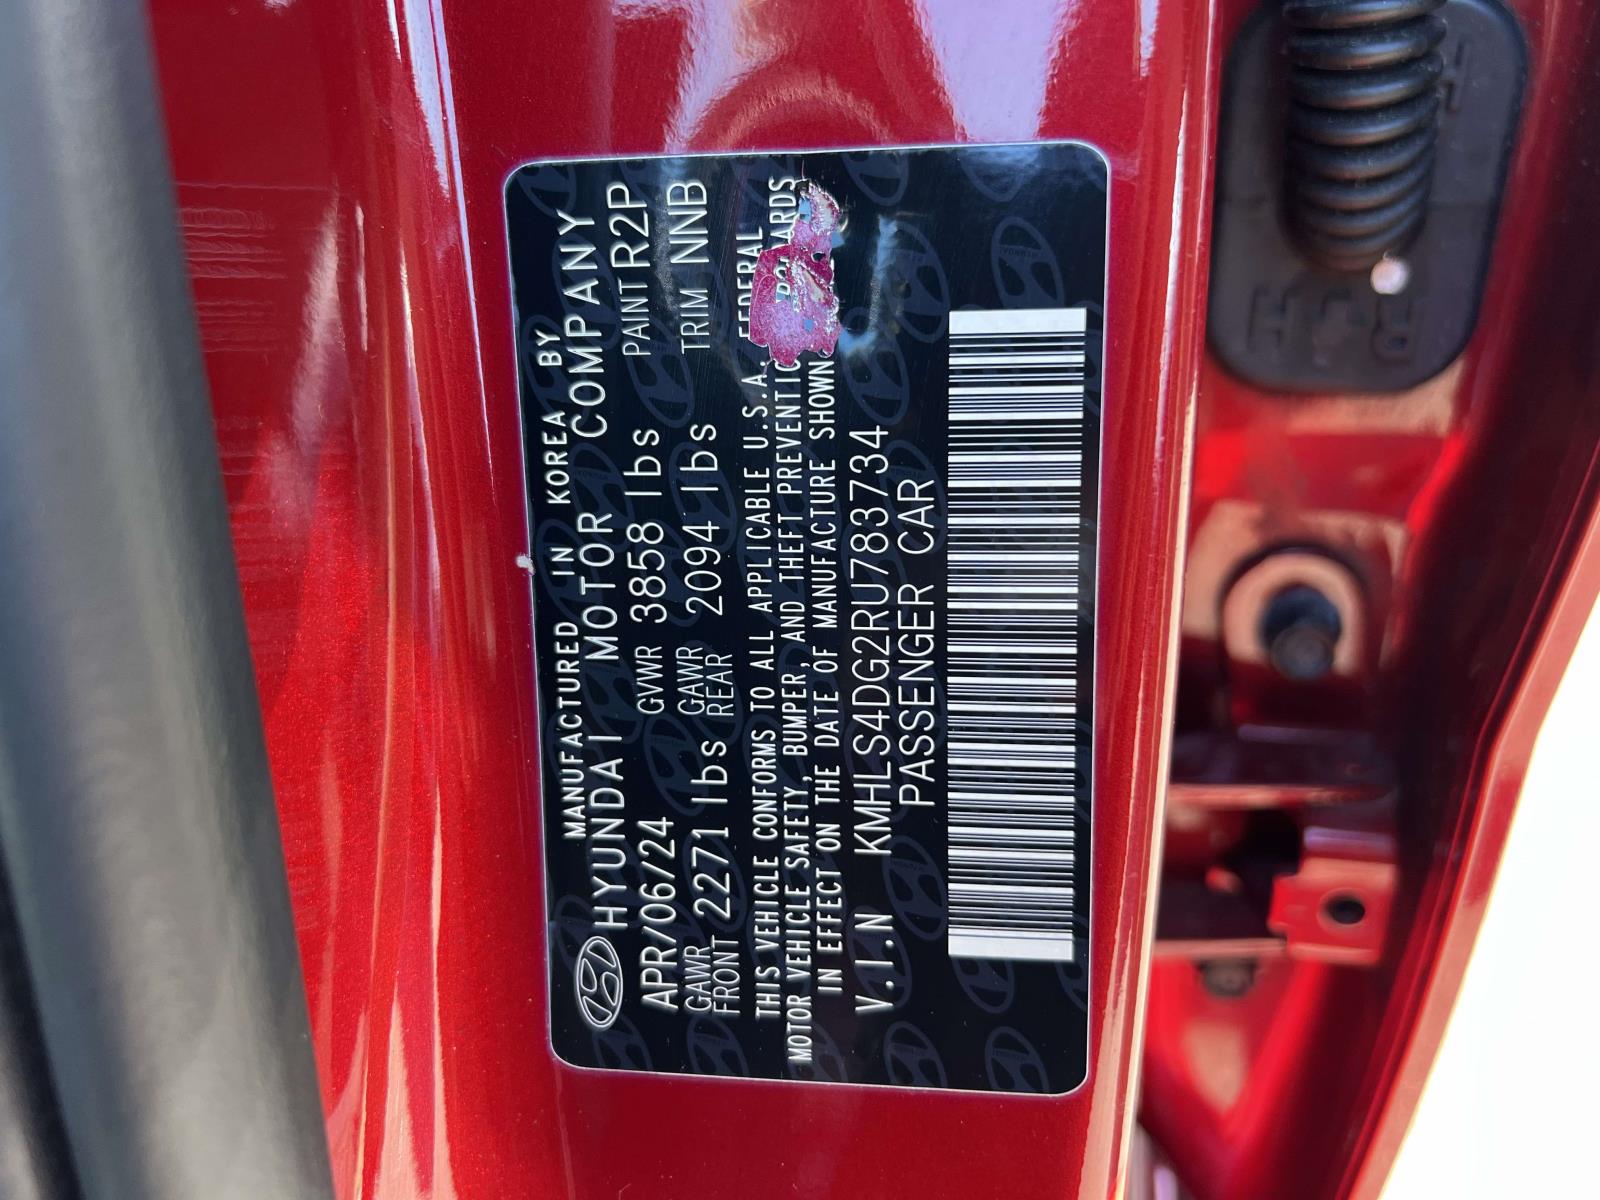 MANUFACTURED IN KOREA BY
HYUNDAI MOTOR COMPANY
APR/06/24 GVWR 3858 lbs PAINT R2P
GAWR FRONT 2271 lbs GAWR REAR 2094 lbs TRIM NNB
THIS VEHICLE CONFORMS TO ALL APPLICABLE U.S.A. FEDERAL
MOTOR VEHICLE SAFETY, BUMPER, AND THEFT PREVENTIO ARDS
IN EFFECT ON THE DATE OF MANUFACTURE SHOWN
V.I.N KMHLS4DG2RU783734
PASSENGER CAR
R H
H